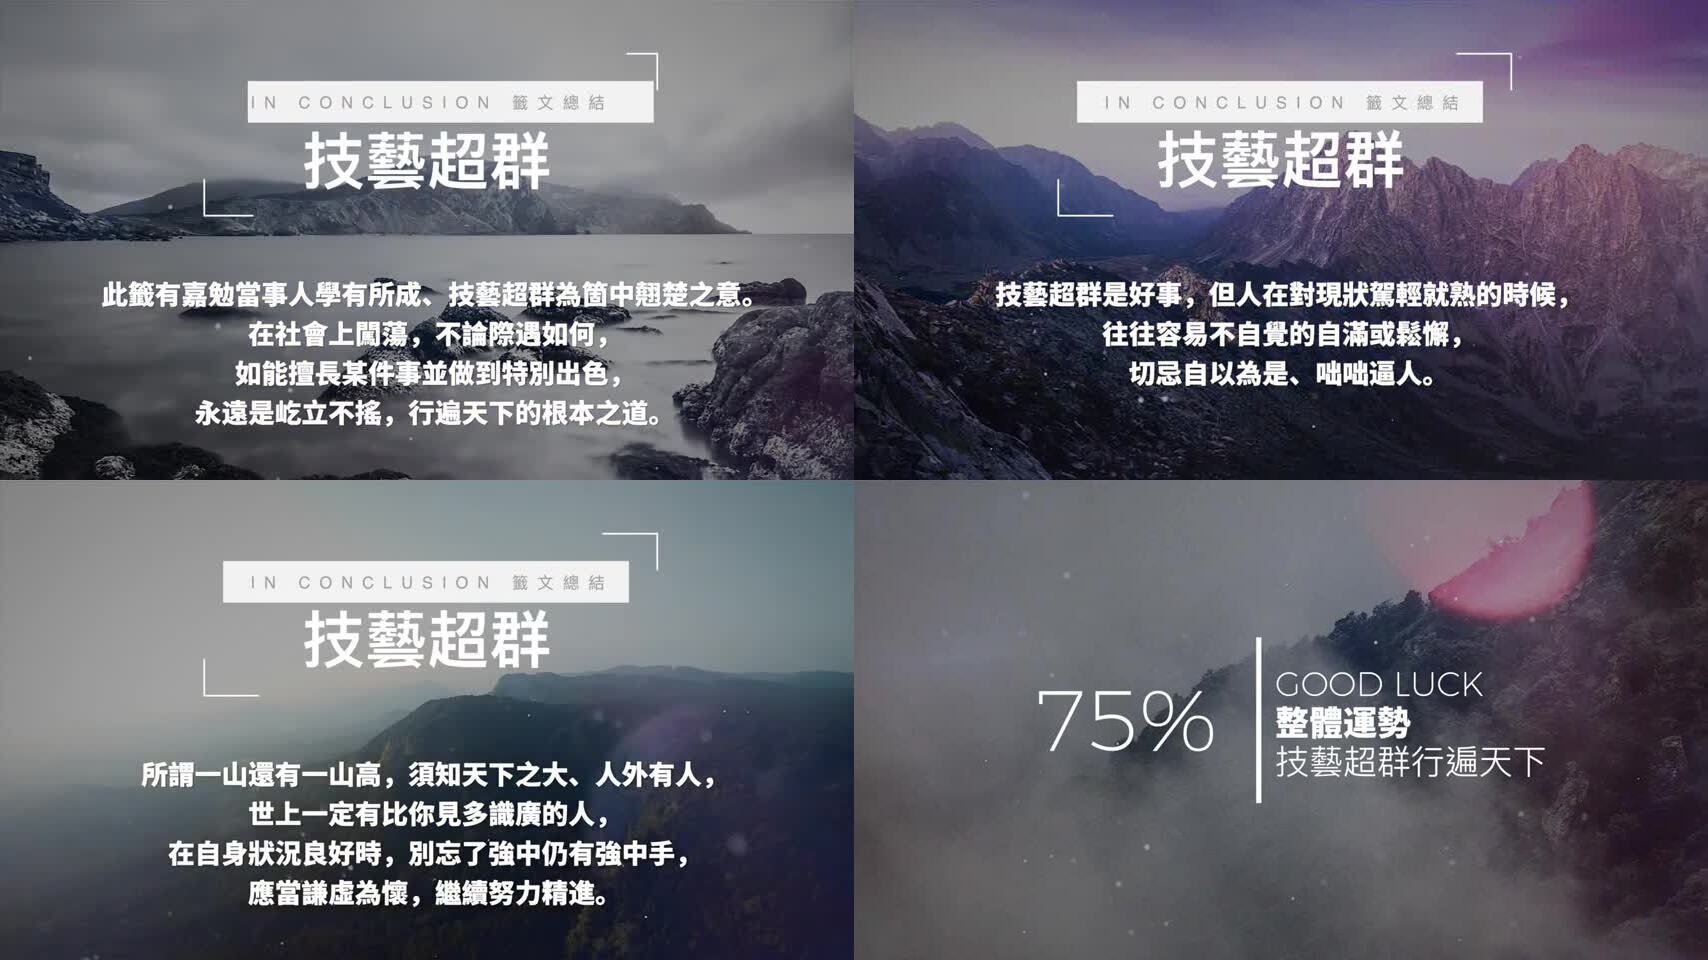 IN CONCLUSION 籤文總結
技藝超群
此籤有嘉勉當事人學有所成、技藝超群為箇中翹楚之意。
在社會上闖蕩，不論際遇如何，
如能擅長某件事並做到特別出色，
永遠是屹立不搖，行遍天下的根本之道。
IN CONCLUSION 籤文總結
技藝超群
技藝超群是好事，但人在對現狀駕輕就熟的時候，
往往容易不自覺的自滿或鬆懈，
切忌自以為是、咄咄逼人。
IN CONCLUSION 籤文總結
技藝超群
所謂一山還有一山高，須知天下之大、人外有人，
世上一定有比你見多識廣的人，
在自身狀況良好時，別忘了強中仍有強中手，
應當謙虛為懷，繼續努力精進。
75%
GOOD LUCK
整體運勢
技藝超群行遍天下